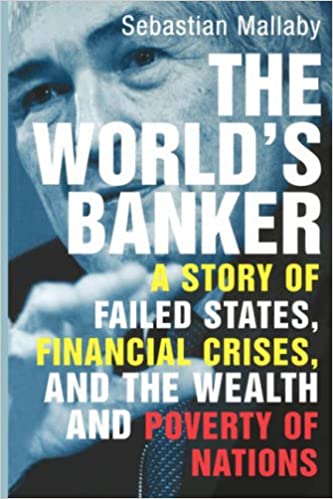 Sebastian Mallaby
THE
WORLD'S
BANKER
A STORY OF
FAILED STATES,
FINANCIAL CRISES,
AND THE WEALTH
AND POVERTY OF
NATIONS